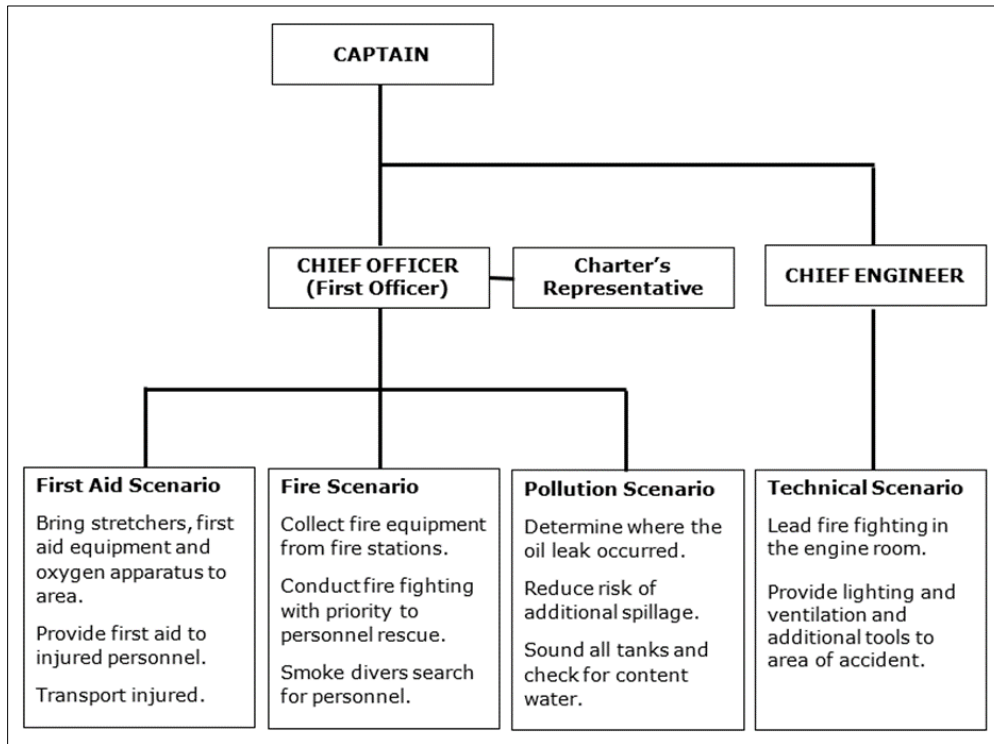 CAPTAIN
CHIEF OFFICER
(First Officer)
Charter’s
Representative
CHIEF ENGINEER
First Aid Scenario
Bring stretchers, first
aid equipment and
oxygen apparatus to
area.
Provide first aid to
injured personnel.
Transport injured.
Fire Scenario
Collect fire equipment
from fire stations.
Conduct fire fighting
with priority to
personnel rescue.
Smoke divers search
for personnel.
Pollution Scenario
Determine where the
oil leak occurred.
Reduce risk of
additional spillage.
Sound all tanks and
check for content
water.
Technical Scenario
Lead fire fighting in
the engine room.
Provide lighting and
ventilation and
additional tools to
area of accident.